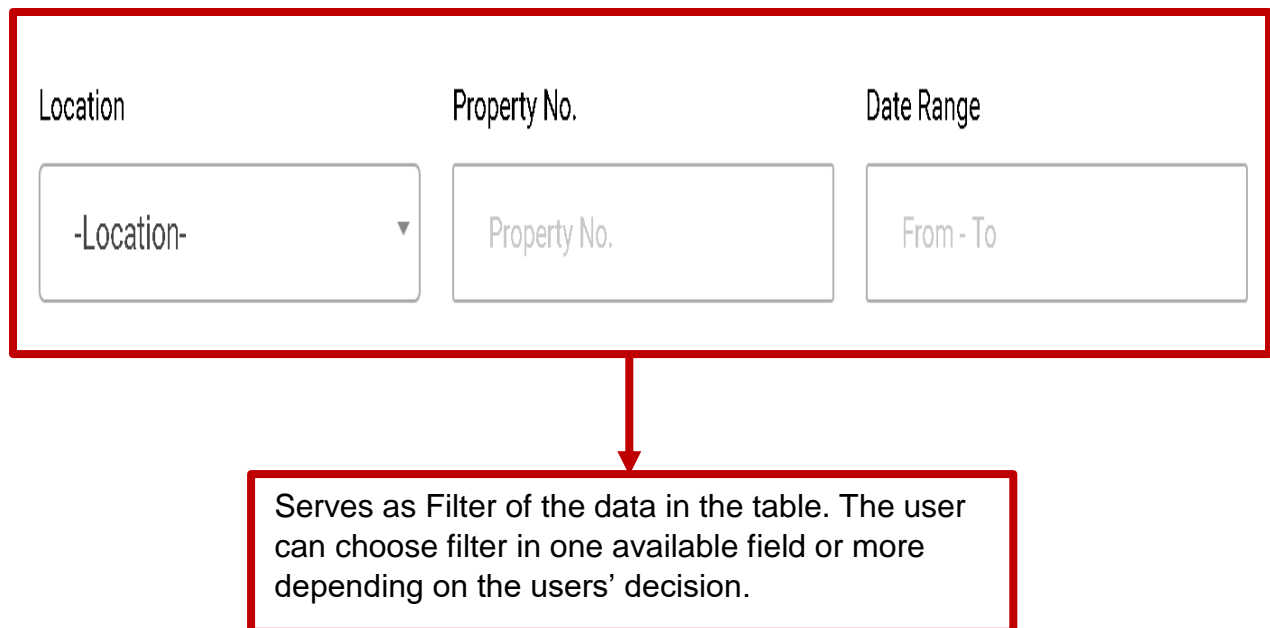 Location
Property No.
Date Range
-Location-
Property No.
From - To
Serves as Filter of the data in the table. The user
can choose filter in one available field or more
depending on the users’ decision.